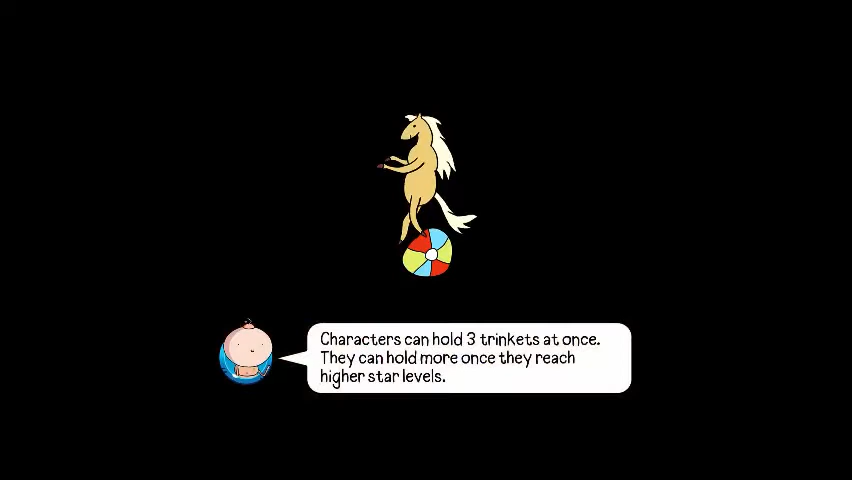 Characters can hold 3 trinkets at once.
They can hold more once they reach
higher star levels.